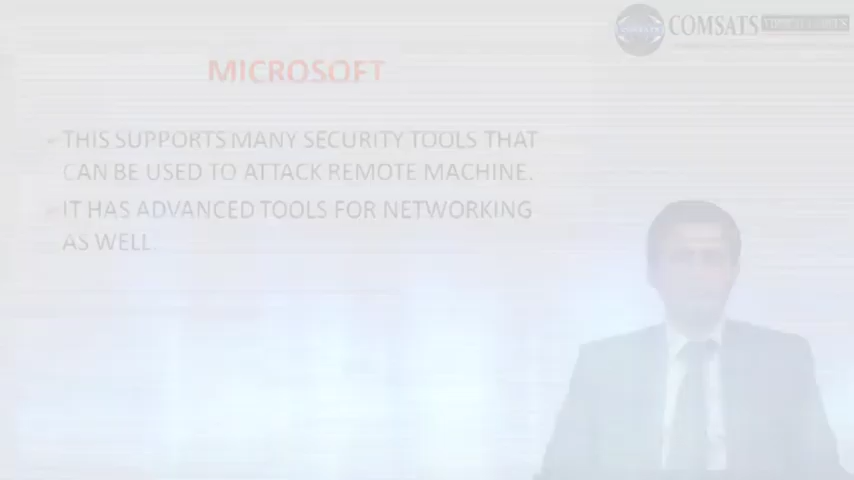 COMSATS
MICROSOFT
THIS SUPPORTS MANY SECURITY TOOLS THAT
CAN BE USED TO ATTACK REMOTE MACHINE.
IT HAS ADVANCED TOOLS FOR NETWORKING
AS WELL.